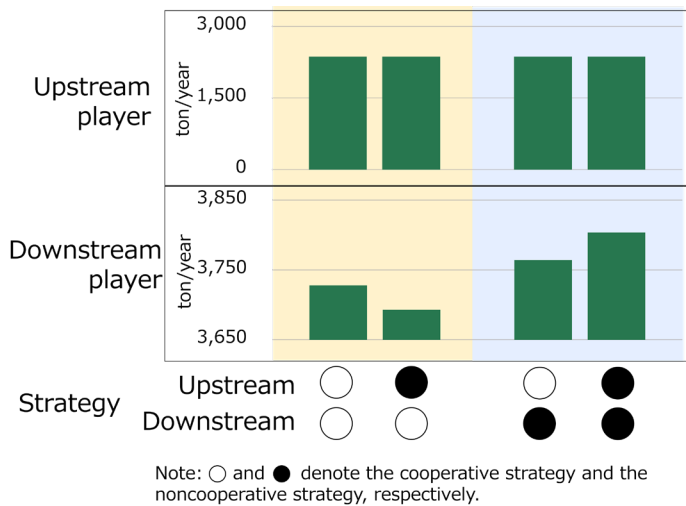 3,000
Upstream
player
ton/year
1,500
0
3,850
Downstream
player
ton/year
3,750
3,650
Strategy
Upstream
Downstream
Note: ○ and ● denote the cooperative strategy and the
noncooperative strategy, respectively.